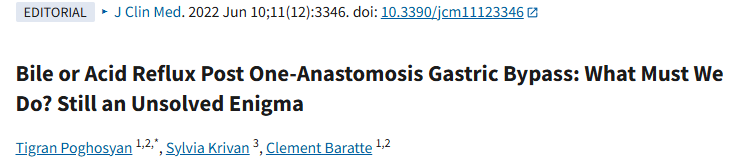 EDITORIAL ‣ J Clin Med. 2022 Jun 10;11(12):3346. doi: 10.3390/jcm11123346
Bile or Acid Reflux Post One-Anastomosis Gastric Bypass: What Must We
Do? Still an Unsolved Enigma
Tigran Poghosyan 1,2,*, Sylvia Krivan 3, Clement Baratte 1,2